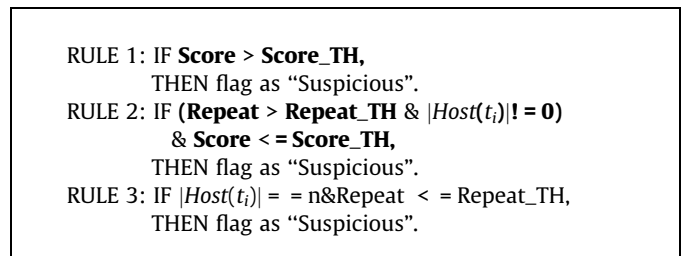 RULE 1: IF Score > Score_TH,
THEN flag as “Suspicious”.
RULE 2: IF (Repeat > Repeat_TH & |Host(tᵢ)|! = 0)
& Score < = Score_TH,
THEN flag as “Suspicious”.
RULE 3: IF |Host(tᵢ)| = = n&Repeat < = Repeat_TH,
THEN flag as “Suspicious”.